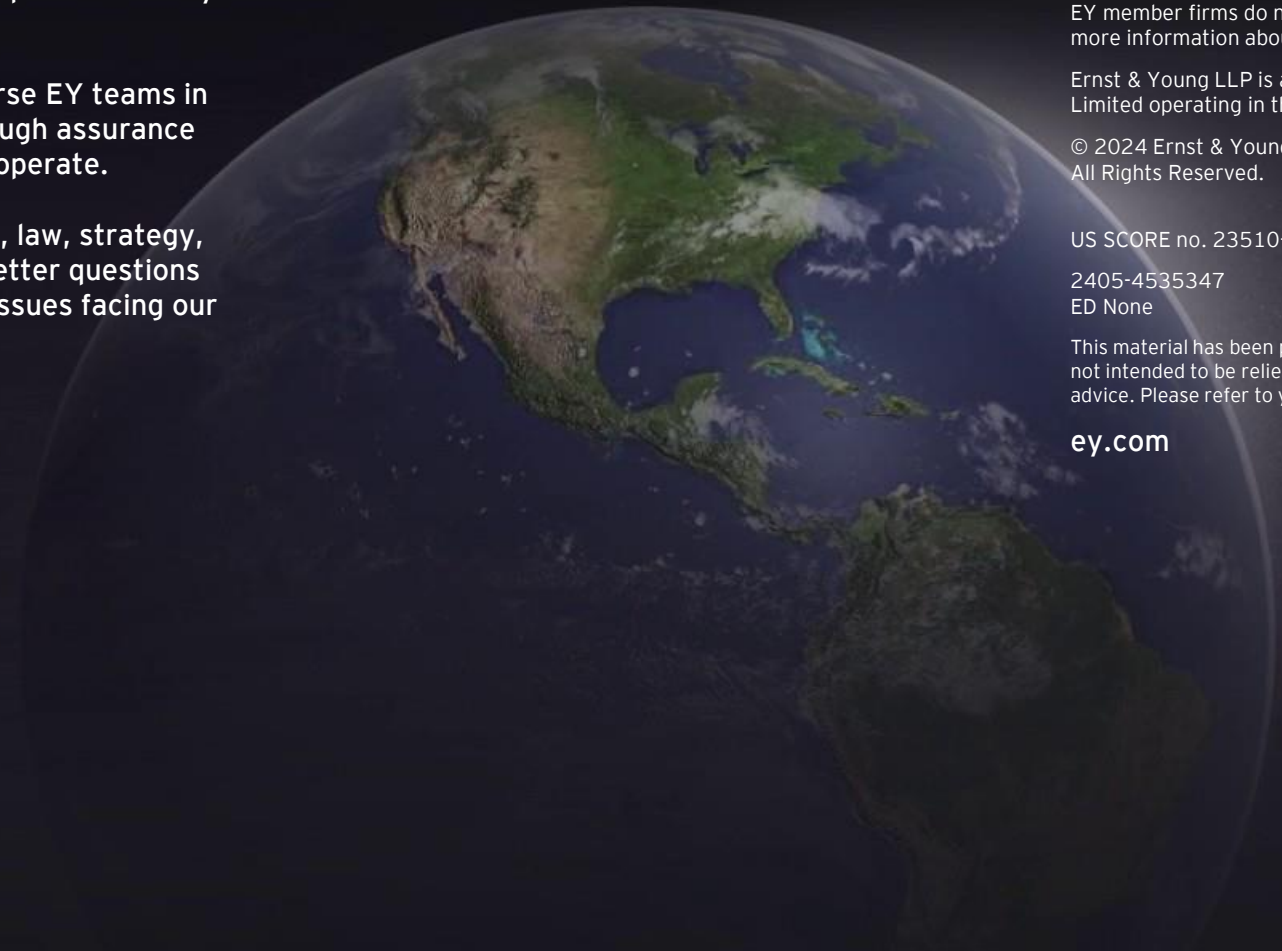 rse EY teams in
ugh assurance
operate.
, law, strategy,
etter questions
ssues facing our
EY member firms do n
more information abou
Ernst & Young LLP is a
Limited operating in th
© 2024 Ernst & Young
All Rights Reserved.
US SCORE no. 23510-
2405-4535347
ED None
This material has been p
not intended to be relie
advice. Please refer to y
ey.com